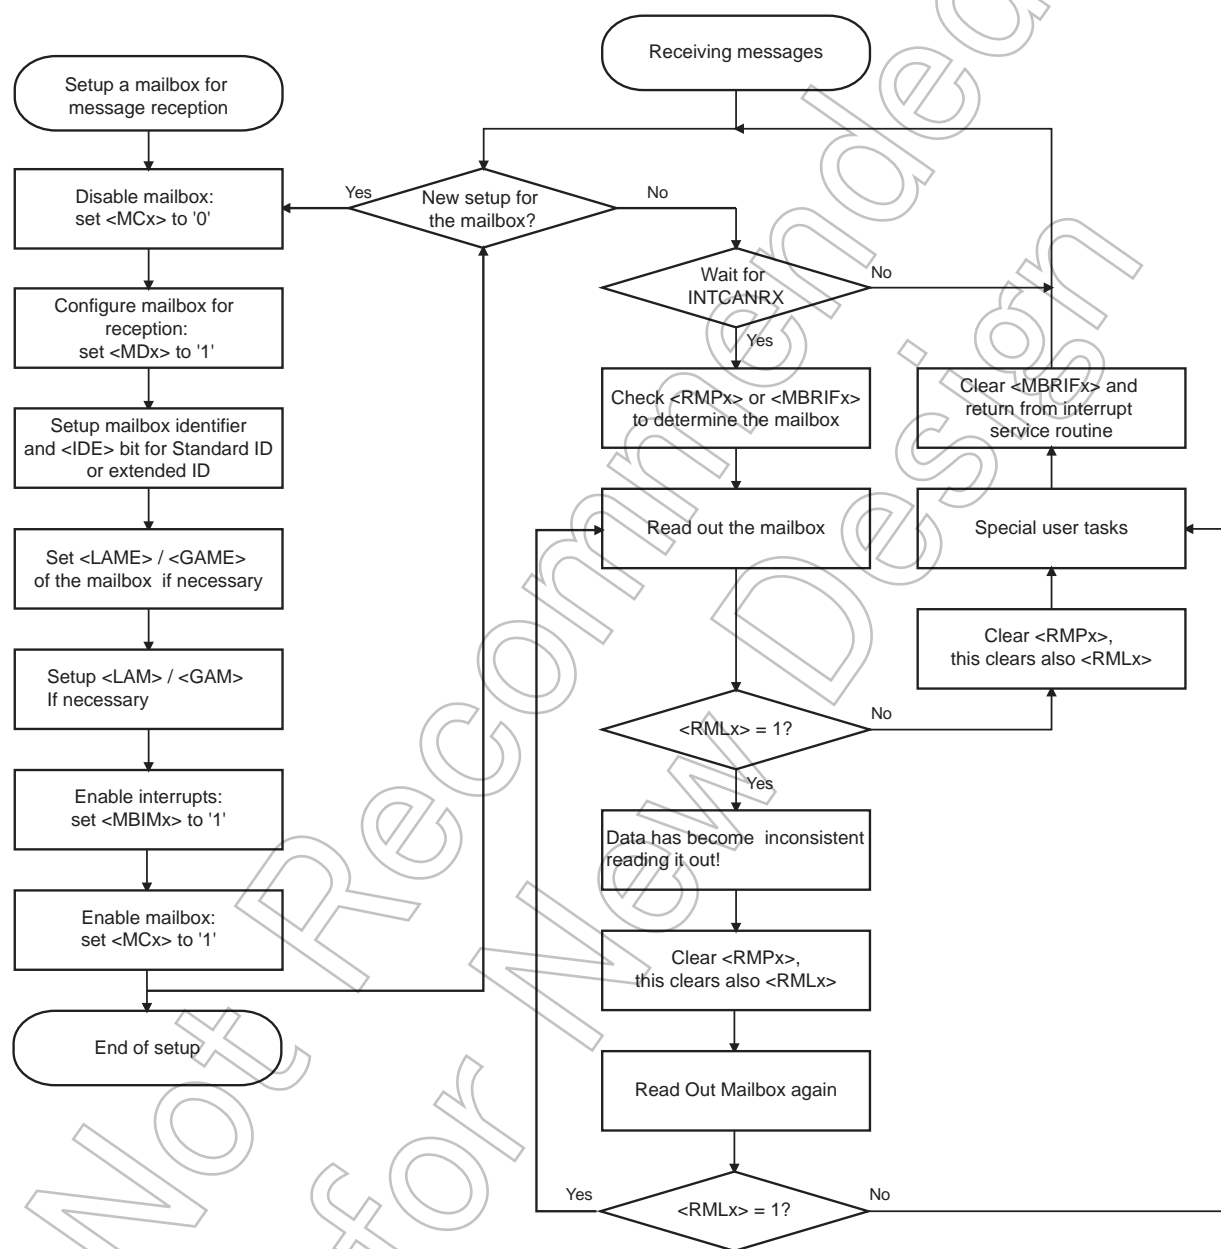 Setup a mailbox for
message reception
Disable mailbox:
set <MCx> to '0'
Configure mailbox for
reception:
set <MDx> to '1'
Setup mailbox identifier
and <IDE> bit for Standard ID
or extended ID
Set <LAME> / <GAME>
of the mailbox if necessary
Setup <LAM> / <GAM>
If necessary
Enable interrupts:
set <MBIMx> to '1'
Enable mailbox:
set <MCx> to '1'
End of setup
Receiving messages
Yes
New setup for
the mailbox?
No
Wait for
INTCANRX
No
Yes
Check <RMPx> or <MBRIFx>
to determine the mailbox
Read out the mailbox
<RMLx> = 1?
No
Yes
Data has become inconsistent
reading it out!
Clear <RMPx>,
this clears also <RMLx>
Read Out Mailbox again
Yes
<RMLx> = 1?
No
Clear <MBRIFx> and
return from interrupt
service routine
Special user tasks
Clear <RMPx>,
this clears also <RMLx>
Not Recommended
for New Design